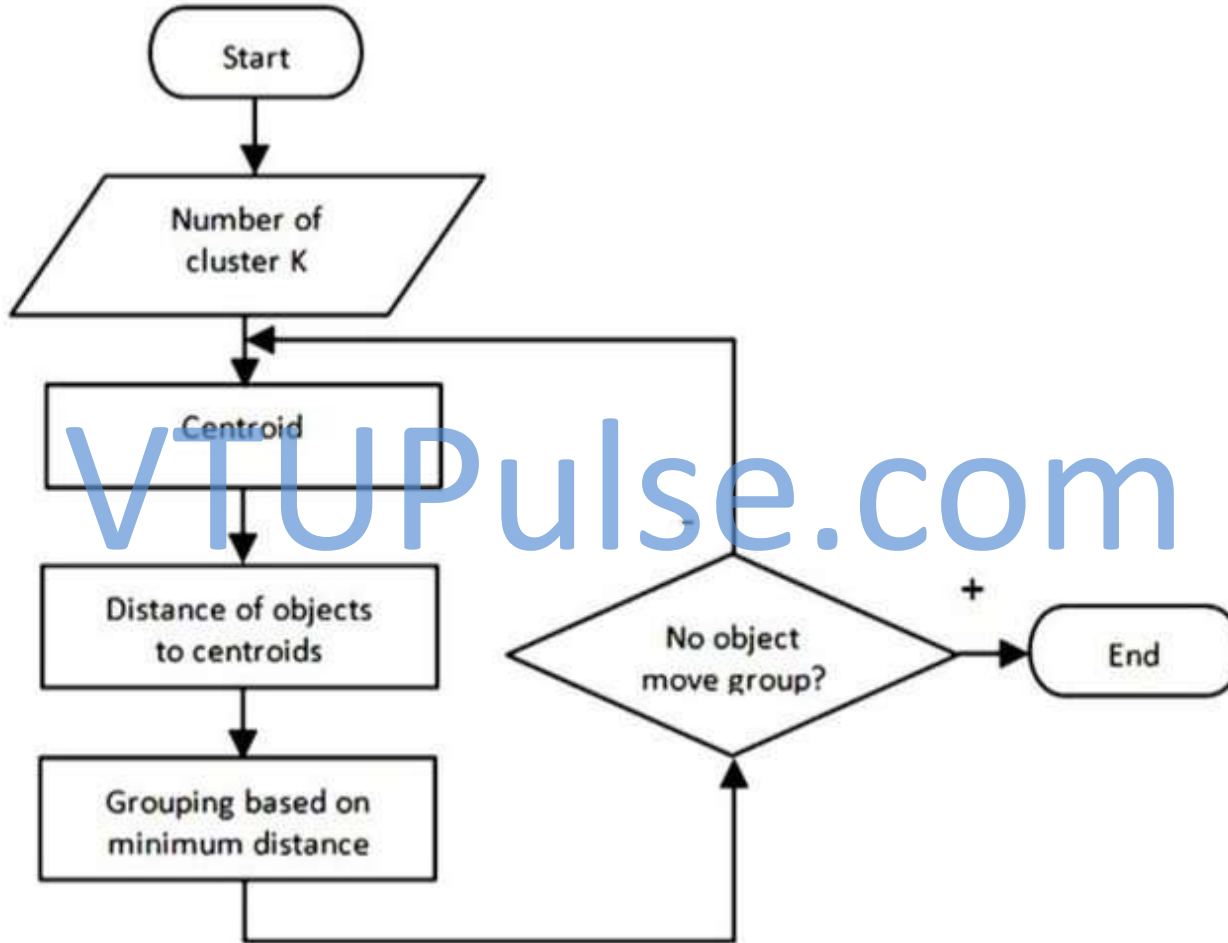 Start
Number of
cluster K
Centroid
VTUPulse.com
-
+
Distance of objects
to centroids
No object
move group?
End
Grouping based on
minimum distance